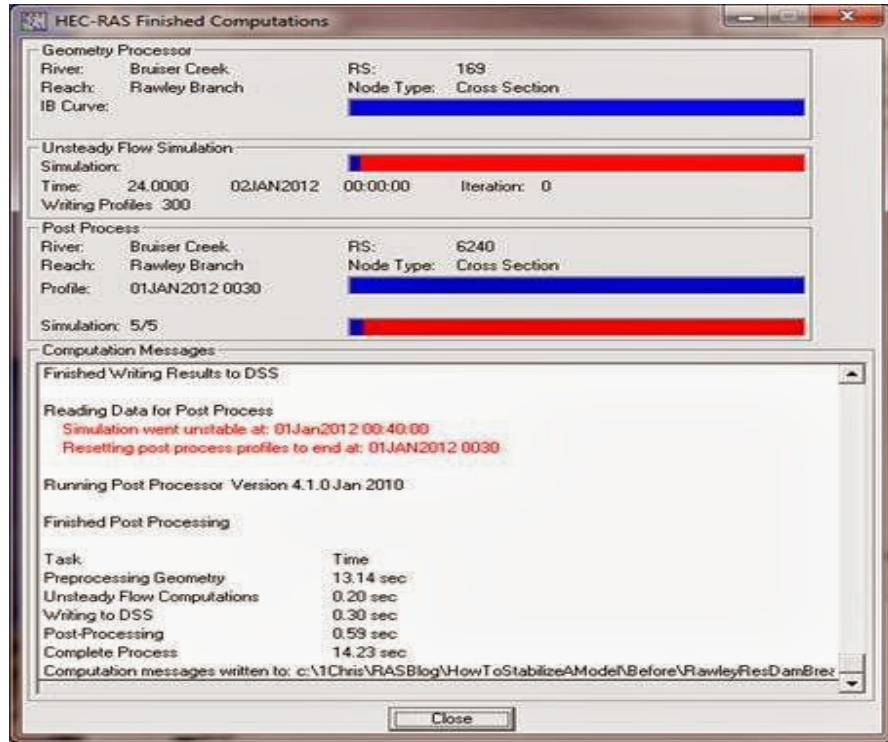 HEC-RAS Finished Computations
Geometry Processor
River: Bruiser Creek RS: 169
Reach: Rawley Branch Node Type: Cross Section
IB Curve:
Unsteady Flow Simulation
Simulation:
Time: 24.0000 02JAN2012 00:00:00 Iteration: 0
Writing Profiles 300
Post Process
River: Bruiser Creek RS: 6240
Reach: Rawley Branch Node Type: Cross Section
Profile: 01JAN2012 0030
Simulation: 5/5
Computation Messages
Finished Writing Results to DSS
Reading Data for Post Process
Simulation went unstable at: 01Jan2012 00:40:00
Resetting post process profiles to end at: 01JAN2012 0030
Running Post Processor Version 4.1.0 Jan 2010
Finished Post Processing
Task Time
Preprocessing Geometry 13.14 sec
Unsteady Flow Computations 0.20 sec
Writing to DSS 0.30 sec
Post-Processing 0.59 sec
Complete Process 14.23 sec
Computation messages written to: c:\1Chris\RASBlog\HowToStabilizeAModel\Before\RawleyResDamBrea
Close